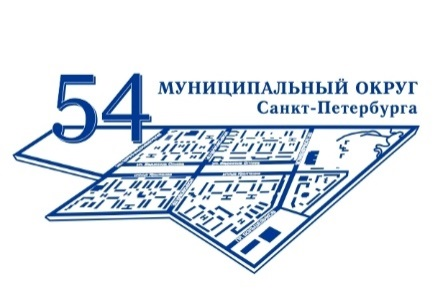 54
МУНИЦИПАЛЬНЫЙ ОКРУГ
Санкт-Петербурга